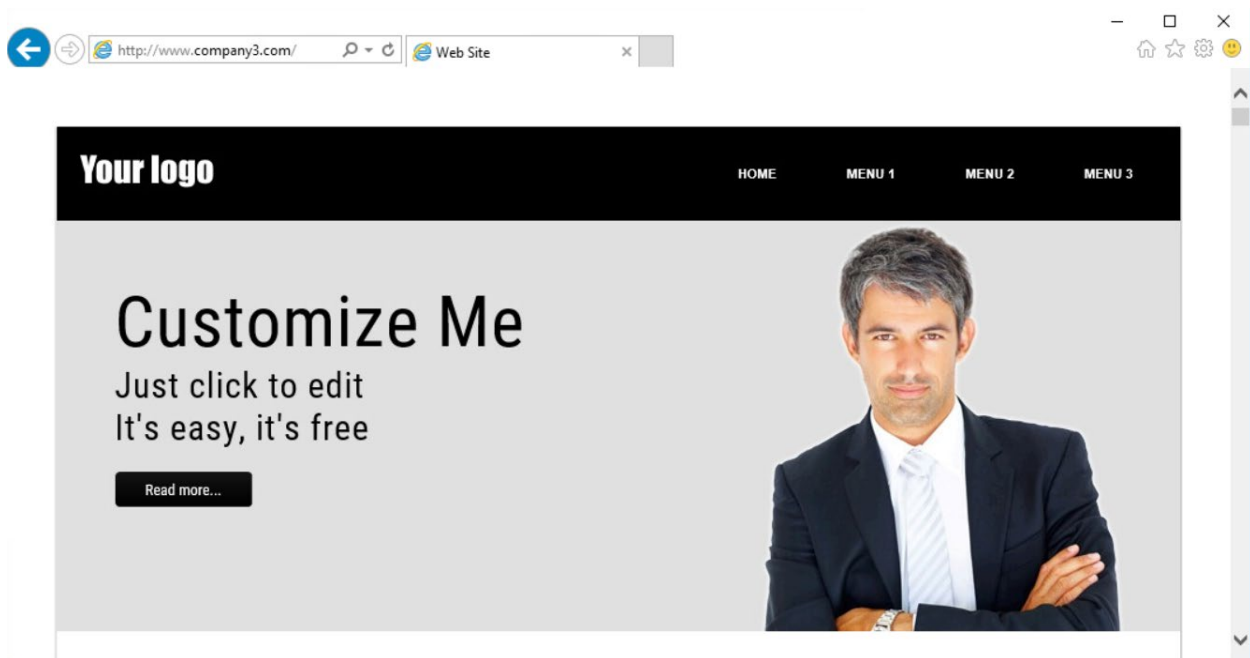 http://www.company3.com/
Web Site
Your logo
HOME MENU 1 MENU 2 MENU 3
Customize Me
Just click to edit
It's easy, it's free
Read more...